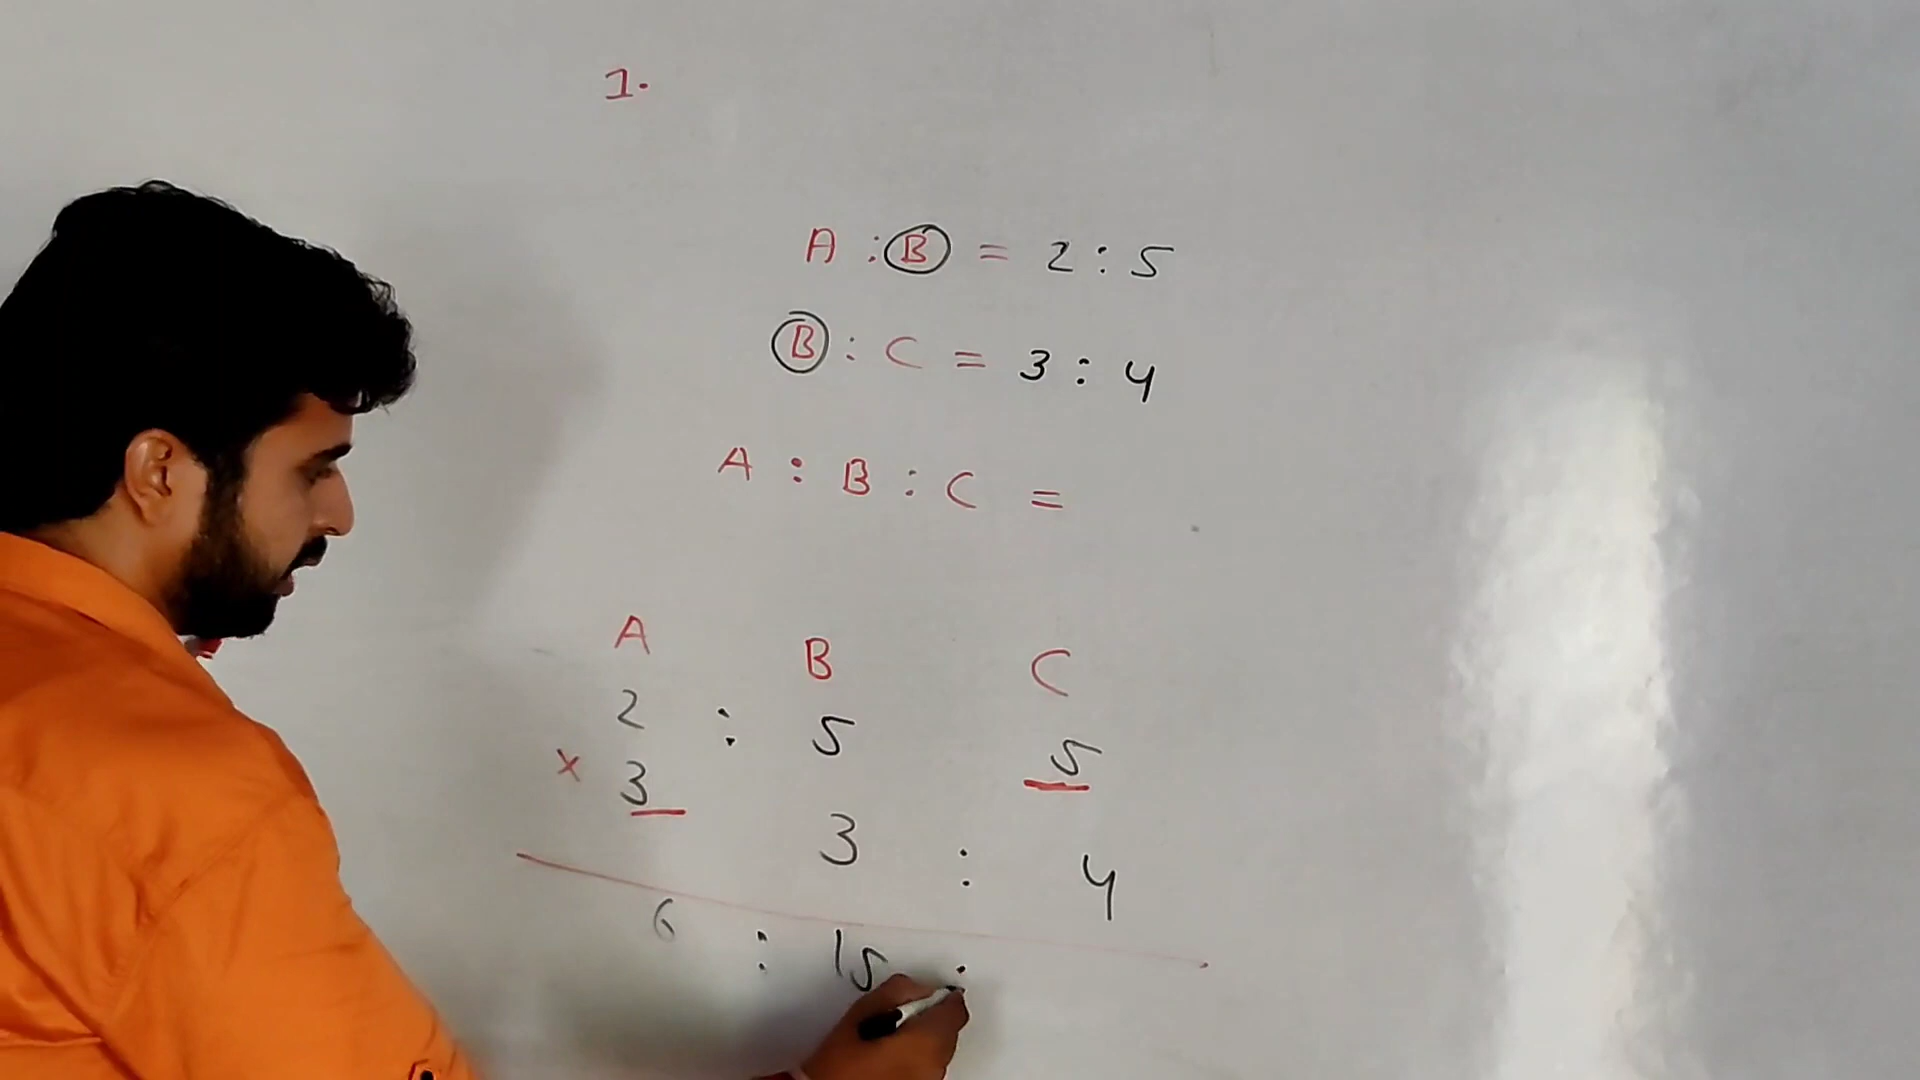 1.
A : B = 2 : 5
B : C = 3 : 4
A : B : C =
A B C
2 : 5 5
x 3 3 : 4
6 : 15 :